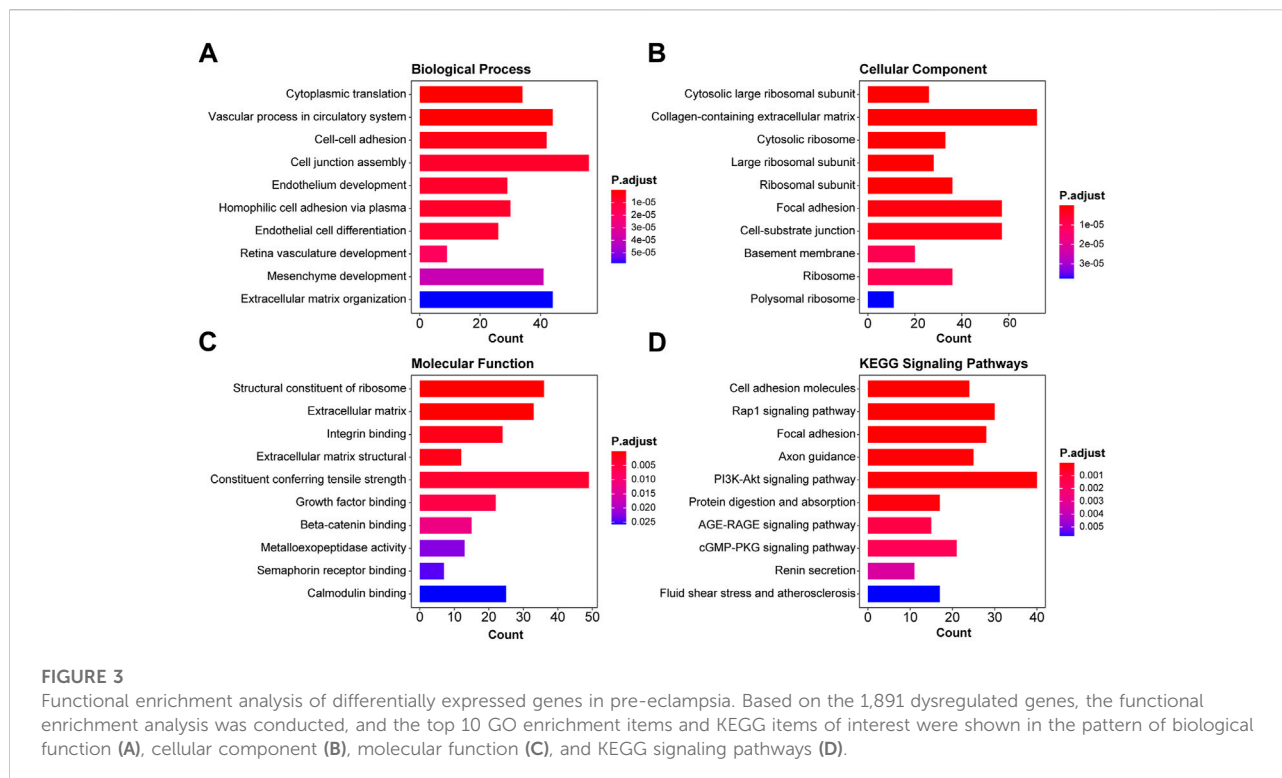 A
Biological Process
Cytoplasmic translation
Vascular process in circulatory system
Cell-cell adhesion
Cell junction assembly
Endothelium development
Homophilic cell adhesion via plasma
Endothelial cell differentiation
Retina vasculature development
Mesenchyme development
Extracellular matrix organization
0 20 40
Count
P.adjust
1e-05
2e-05
3e-05
4e-05
5e-05
B
Cellular Component
Cytosolic large ribosomal subunit
Collagen-containing extracellular matrix
Cytosolic ribosome
Large ribosomal subunit
Ribosomal subunit
Focal adhesion
Cell-substrate junction
Basement membrane
Ribosome
Polysomal ribosome
0 20 40 60
Count
P.adjust
1e-05
2e-05
3e-05
C
Molecular Function
Structural constituent of ribosome
Extracellular matrix
Integrin binding
Extracellular matrix structural
Constituent conferring tensile strength
Growth factor binding
Beta-catenin binding
Metalloexopeptidase activity
Semaphorin receptor binding
Calmodulin binding
0 10 20 30 40 50
Count
P.adjust
0.005
0.010
0.015
0.020
0.025
D
KEGG Signaling Pathways
Cell adhesion molecules
Rap1 signaling pathway
Focal adhesion
Axon guidance
PI3K-Akt signaling pathway
Protein digestion and absorption
AGE-RAGE signaling pathway
cGMP-PKG signaling pathway
Renin secretion
Fluid shear stress and atherosclerosis
0 10 20 30 40
Count
P.adjust
0.001
0.002
0.003
0.004
0.005
FIGURE 3
Functional enrichment analysis of differentially expressed genes in pre-eclampsia. Based on the 1,891 dysregulated genes, the functional
enrichment analysis was conducted, and the top 10 GO enrichment items and KEGG items of interest were shown in the pattern of biological
function (A), cellular component (B), molecular function (C), and KEGG signaling pathways (D).